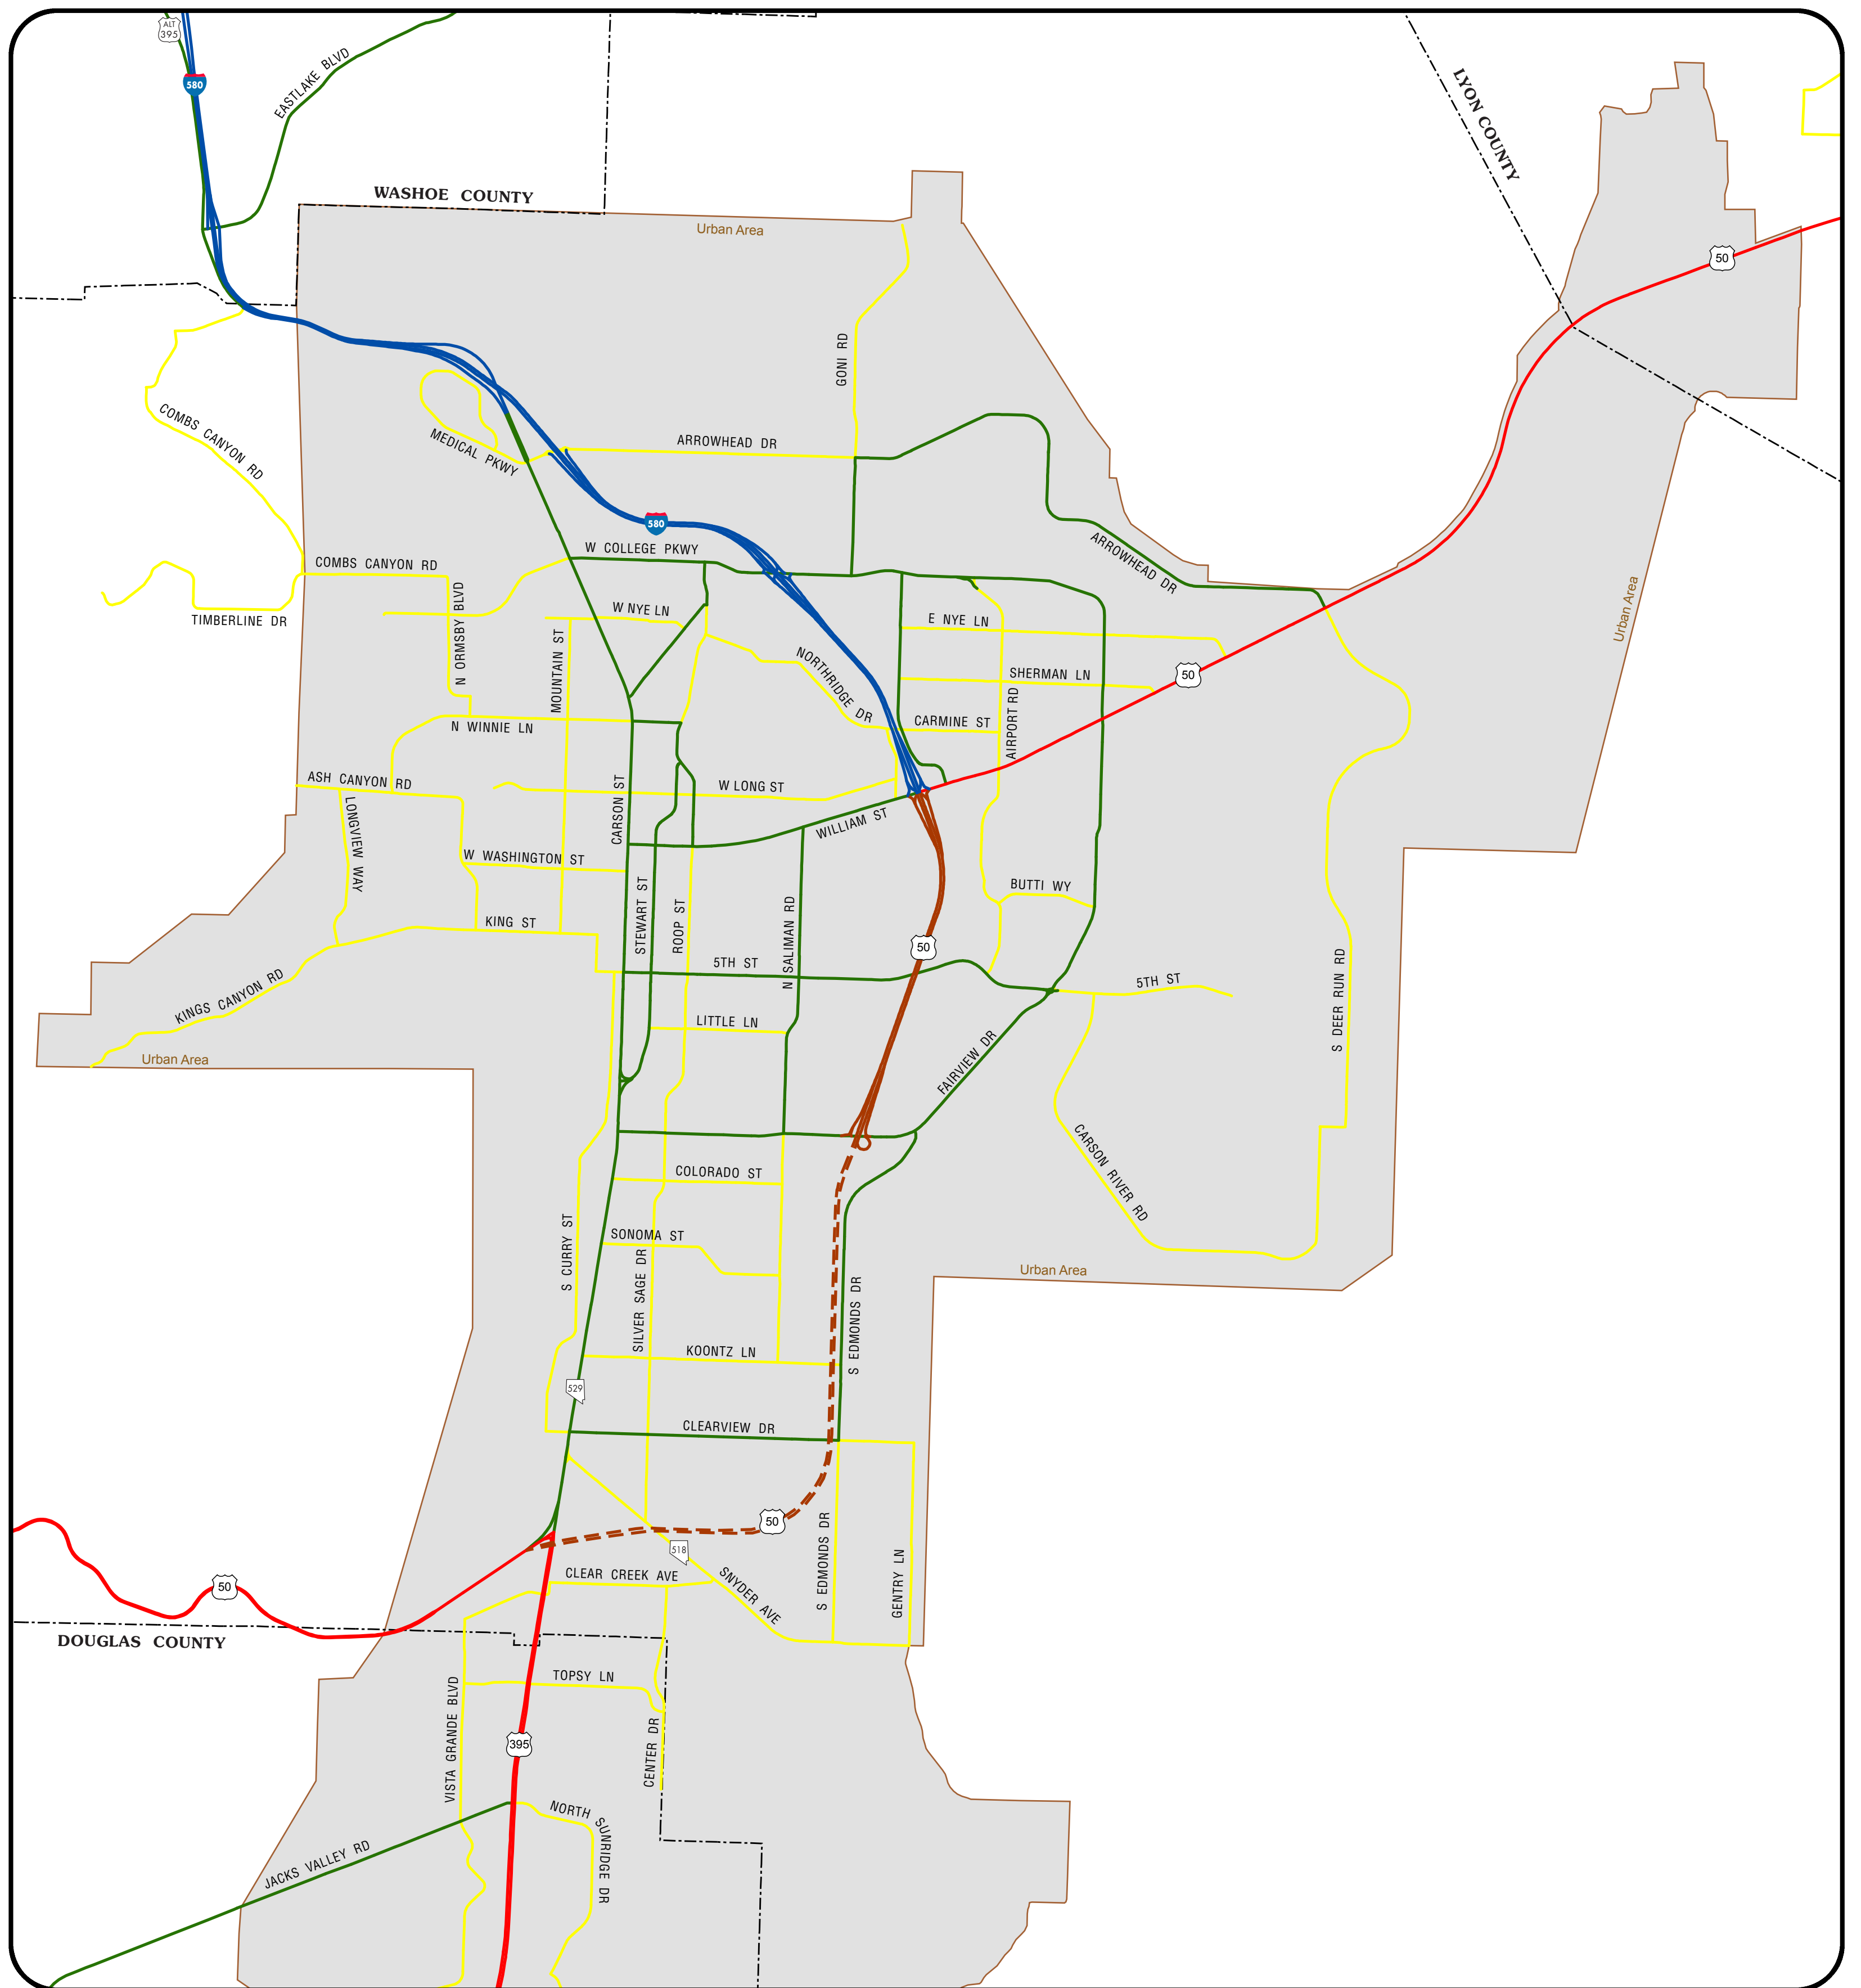 ALT
395
580
EASTLAKE BLVD
LYON COUNTY
WASHOE COUNTY
Urban Area
50
GONI RD
COMBS CANYON RD
MEDICAL PKWY
ARROWHEAD DR
580
W COLLEGE PKWY
ARROWHEAD DR
COMBS CANYON RD
TIMBERLINE DR
N ORMSBY BLVD
W NYE LN
E NYE LN
Urban Area
MOUNTAIN ST
NORTHRIDGE DR
SHERMAN LN
50
N WINNIE LN
CARMINE ST
AIRPORT RD
ASH CANYON RD
W LONG ST
CARSON ST
WILLIAM ST
LONGVIEW WAY
W WASHINGTON ST
BUTTI WY
KING ST
STEWART ST
ROOP ST
N SALIMAN RD
50
5TH ST
5TH ST
KINGS CANYON RD
S DEER RUN RD
LITTLE LN
Urban Area
FAIRVIEW DR
COLORADO ST
CARSON RIVER RD
S CURRY ST
SONOMA ST
SILVER SAGE DR
Urban Area
S EDMONDS DR
KOONTZ LN
529
CLEARVIEW DR
50
518
S EDMONDS DR
GENTRY LN
50
CLEAR CREEK AVE
SNYDER AVE
DOUGLAS COUNTY
TOPSY LN
VISTA GRANDE BLVD
395
CENTER DR
NORTH SUNRIDGE DR
JACKS VALLEY RD